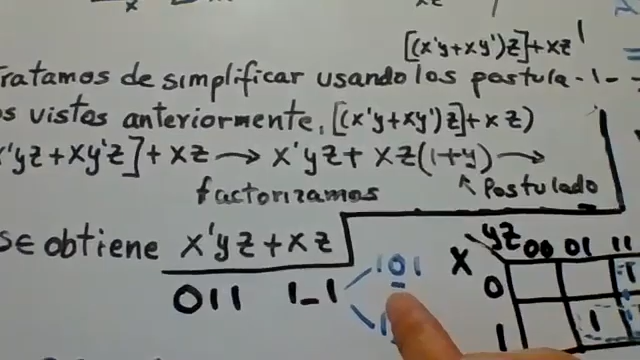 [(x'y+xy')z]+xz'
tratamos de simplificar usando los postula-1-
os vistos anteriormente, [(x'y+xy')z]+xz)
x'yz+xy'z]+xz → x'yz+ xz(1+y) →
factorizamos ↖Postulado
se obtiene x'yz+xz
011 1_1 101
yz 00 01 11
x 0
1 1